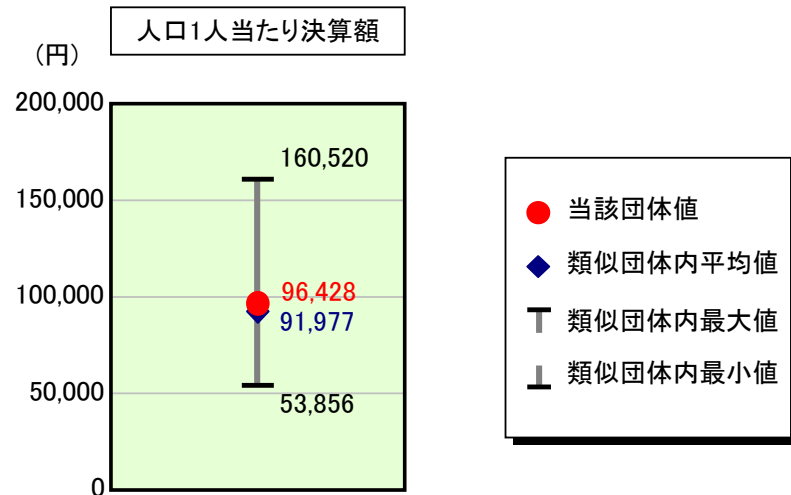 人口1人当たり決算額
(円)
200,000
150,000
100,000
50,000
0
160,520
96,428
91,977
53,856
当該団体値
類似団体内平均値
類似団体内最大値
類似団体内最小値